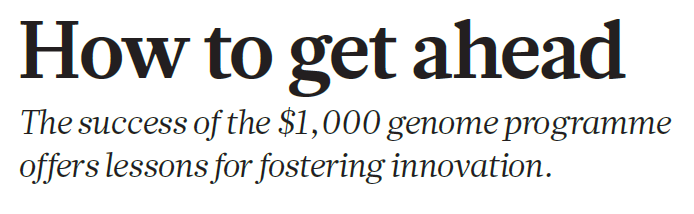 How to get ahead
The success of the $1,000 genome programme
offers lessons for fostering innovation.